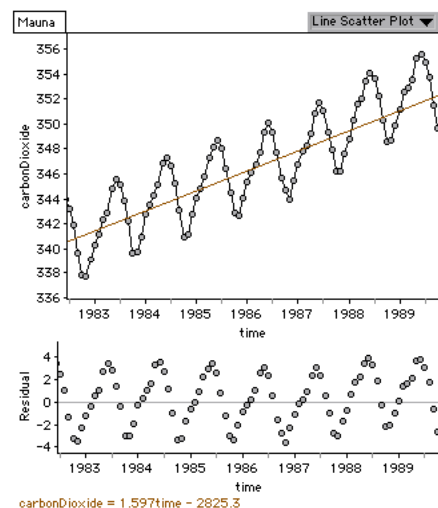 Mauna
Line Scatter Plot
carbonDioxide
356
354
352
350
348
346
344
342
340
338
336
1983 1984 1985 1986 1987 1988 1989
time
Residual
4
2
0
-2
-4
1983 1984 1985 1986 1987 1988 1989
time
carbonDioxide = 1.597time - 2825.3